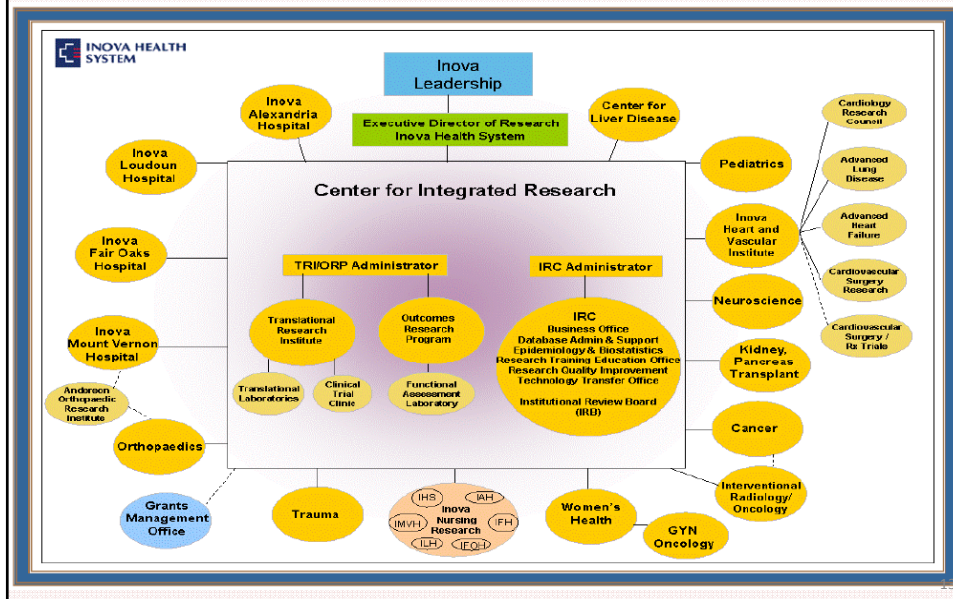 INOVA HEALTH
SYSTEM
Inova
Leadership
Executive Director of Research
Inova Health System
Inova
Alexandria
Hospital
Center for
Liver Disease
Cardiology
Research
Council
Inova
Loudoun
Hospital
Pediatrics
Advanced
Lung
Disease
Center for Integrated Research
Inova
Heart and
Vascular
Institute
Advanced
Heart
Failure
Inova
Fair Oaks
Hospital
TRI/ORP Administrator
IRC Administrator
Cardiovascular
Surgery
Research
Neuroscience
Translational
Research
Institute
Outcomes
Research
Program
IRC
Business Office
Database Admin & Support
Epidemiology & Biostatistics
Research Training Education Office
Research Quality Improvement
Technology Transfer Office
Institutional Review Board
(IRB)
Inova
Mount Vernon
Hospital
Cardiovascular
Surgery /
Rx Trials
Kidney,
Pancreas
Transplant
Translational
Laboratories
Clinical
Trial
Clinic
Functional
Assessment
Laboratory
Anderson
Orthopaedic
Research
Institute
Orthopaedics
Cancer
Grants
Management
Office
Trauma
IHS
IAH
Inova
Nursing
Research
IMVH
IFH
ILH
IFOH
Women's
Health
Interventional
Radiology/
Oncology
GYN
Oncology